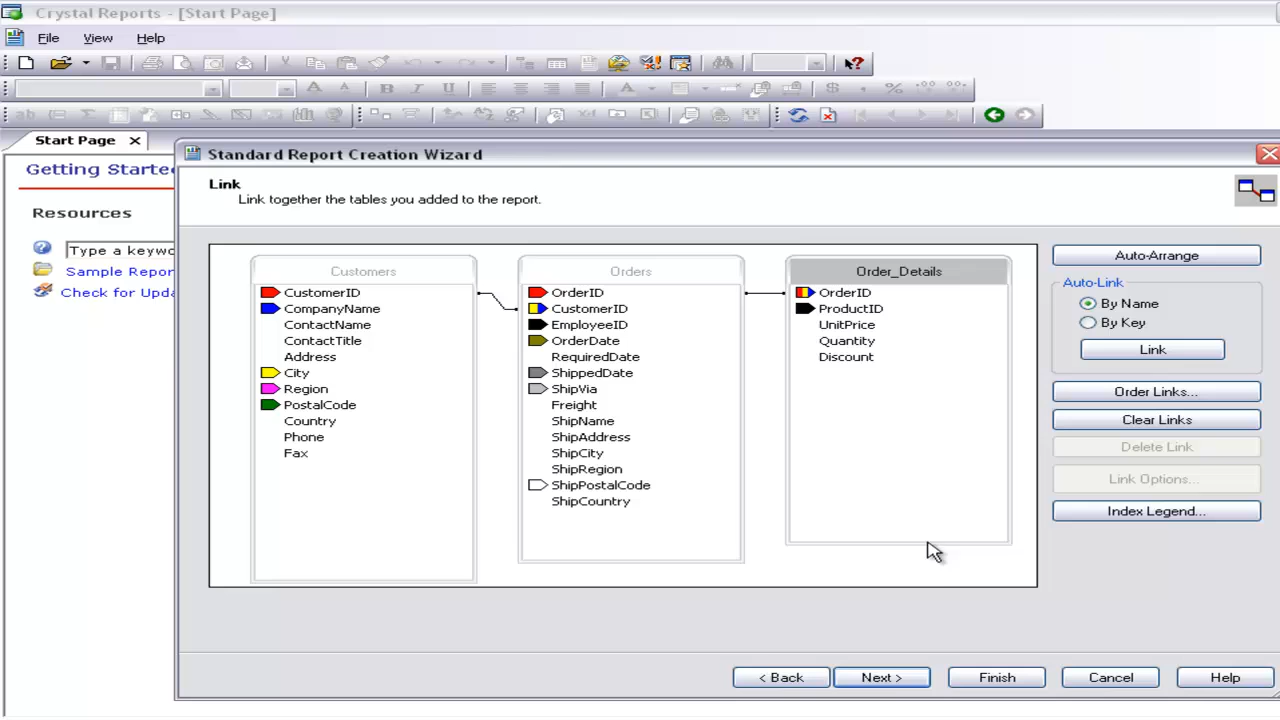 Crystal Reports - [Start Page]
File View Help
Start Page
Getting Starte
Resources
Type a keywo
Sample Repor
Check for Upda
Standard Report Creation Wizard
Link
Link together the tables you added to the report.
Customers
CustomerID
CompanyName
ContactName
ContactTitle
Address
City
Region
PostalCode
Country
Phone
Fax
Orders
OrderID
CustomerID
EmployeeID
OrderDate
RequiredDate
ShippedDate
ShipVia
Freight
ShipName
ShipAddress
ShipCity
ShipRegion
ShipPostalCode
ShipCountry
Order_Details
OrderID
ProductID
UnitPrice
Quantity
Discount
Auto-Arrange
Auto-Link
By Name
By Key
Link
Order Links...
Clear Links
Delete Link
Link Options...
Index Legend...
< Back
Next >
Finish
Cancel
Help